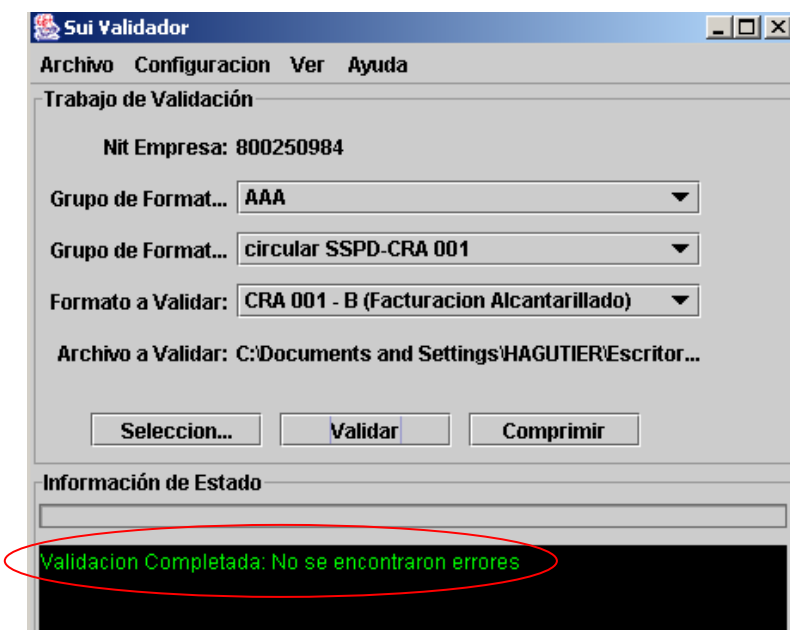 Sui Validador
Archivo Configuracion Ver Ayuda
Trabajo de Validación
Nit Empresa: 800250984
Grupo de Format... AAA
Grupo de Format... circular SSPD-CRA 001
Formato a Validar: CRA 001 - B (Facturacion Alcantarillado)
Archivo a Validar: C:\Documents and Settings\HAGUTIER\Escritor...
Seleccion... Validar Comprimir
Información de Estado
Validacion Completada: No se encontraron errores